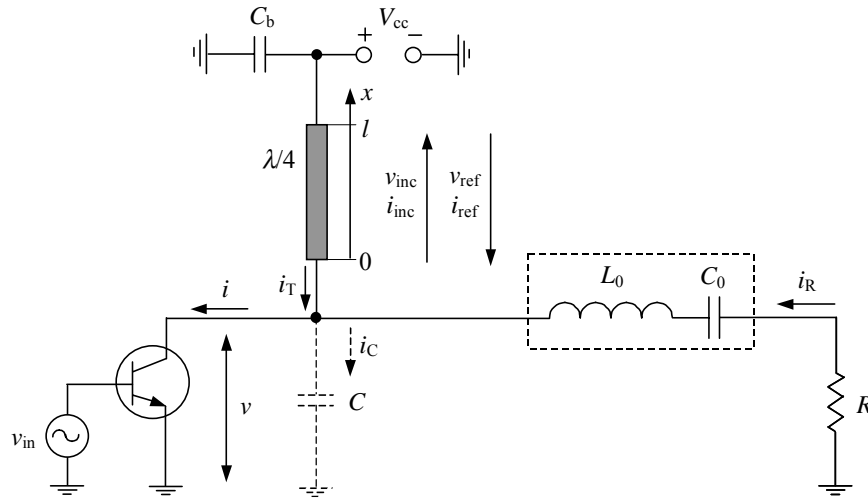 C_b
V_cc
+
−
x
l
λ/4
0
v_inc
i_inc
v_ref
i_ref
i_T
i
L_0
C_0
i_R
i_C
v
C
R
v_in